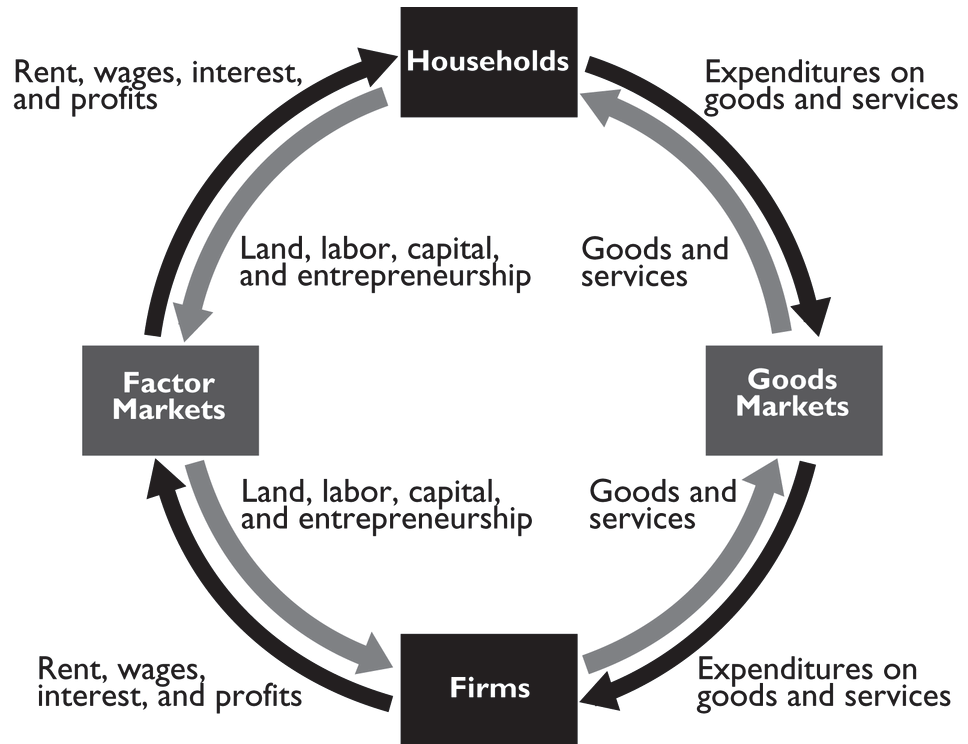 Households
Rent, wages, interest,
and profits
Expenditures on
goods and services
Land, labor, capital,
and entrepreneurship
Goods and
services
Factor
Markets
Goods
Markets
Land, labor, capital,
and entrepreneurship
Goods and
services
Rent, wages,
interest, and profits
Firms
Expenditures on
goods and services